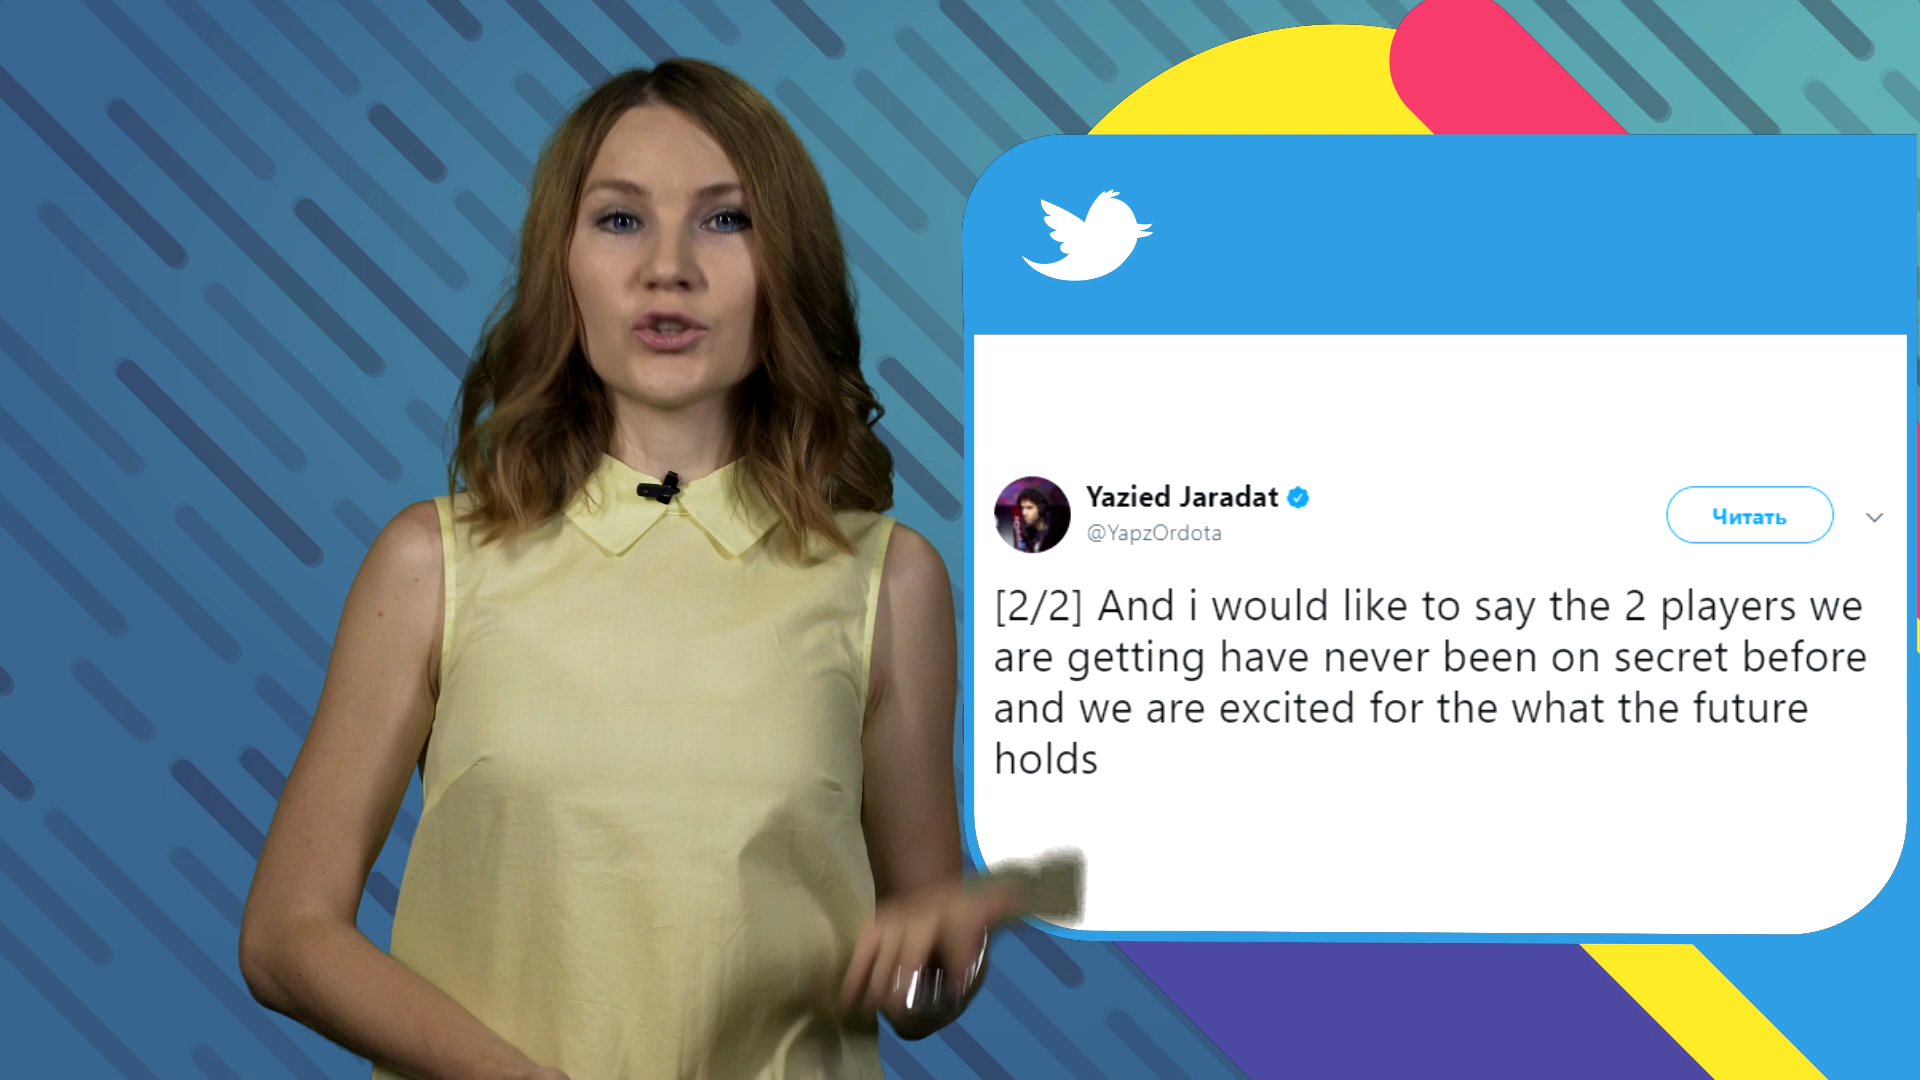 Yazied Jaradat
@YapzOrdota
Читать
[2/2] And i would like to say the 2 players we
are getting have never been on secret before
and we are excited for the what the future
holds